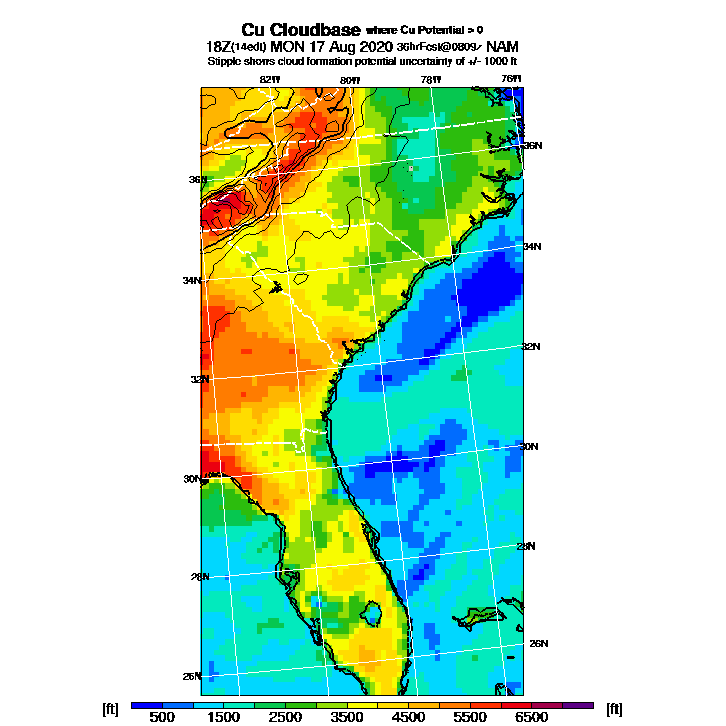 Cu Cloudbase where Cu Potential > 0
18Z(14edt) MON 17 Aug 2020 36hrFcst@0809z NAM
Stipple shows cloud formation potential uncertainty of +/- 1000 ft
82W 80W 78W 76W
36N
36N
34N
34N
32N
32N
30N
30N
28N
28N
26N
26N
[ft] 500 1500 2500 3500 4500 5500 6500 [ft]